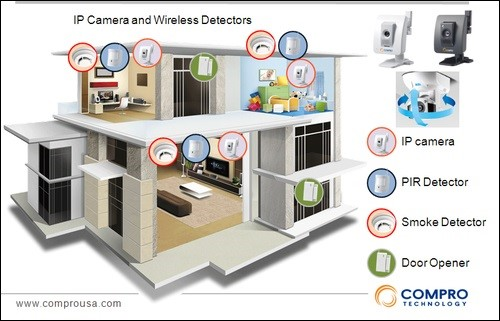 IP Camera and Wireless Detectors
IP camera
PIR Detector
Smoke Detector
Door Opener
www.comprousa.com
COMPRO
TECHNOLOGY